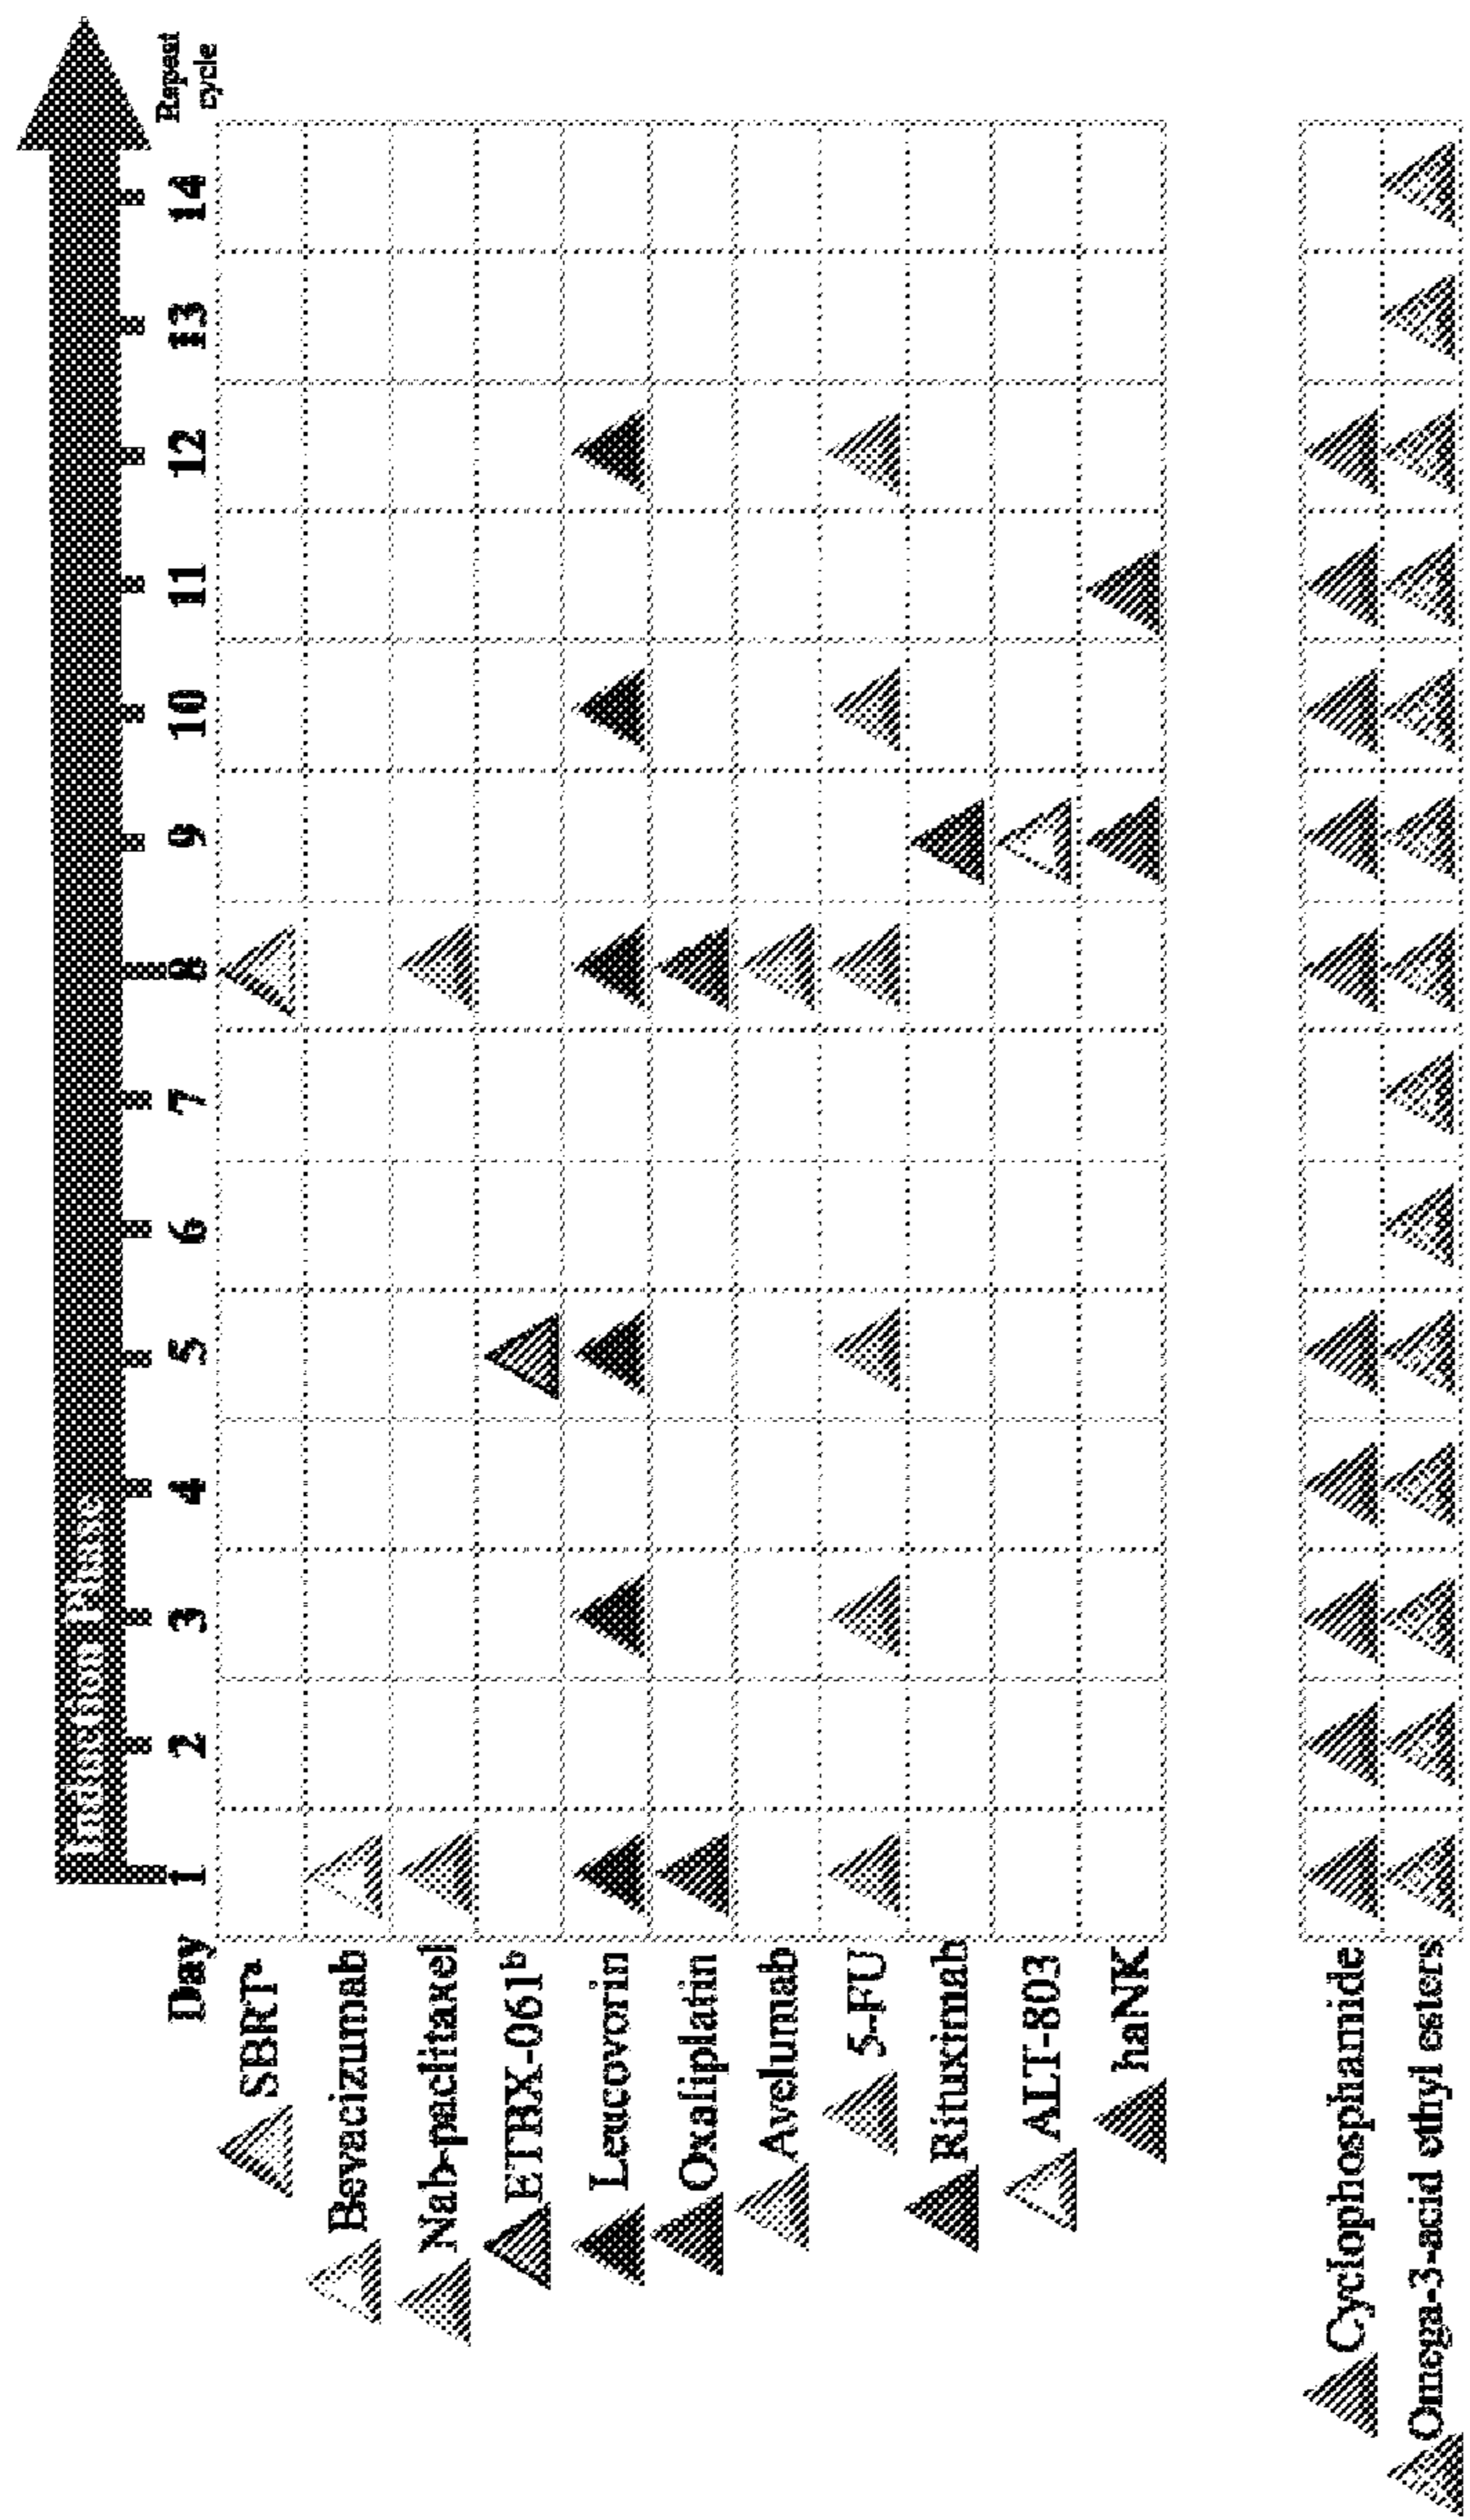 Induction Phase
Day 1 2 3 4 5 6 7 8 9 10 11 12 13 14 Repeat
cycle
SBRTᵃ
Bevacizumab
Nab-paclitaxel
ETBX-061ᵇ
Leucovorin
Oxaliplatin
Avelumab
5-FU
Rituximab
ALT-803
haNK
Cyclophosphamide
Omega-3-acid ethyl esters